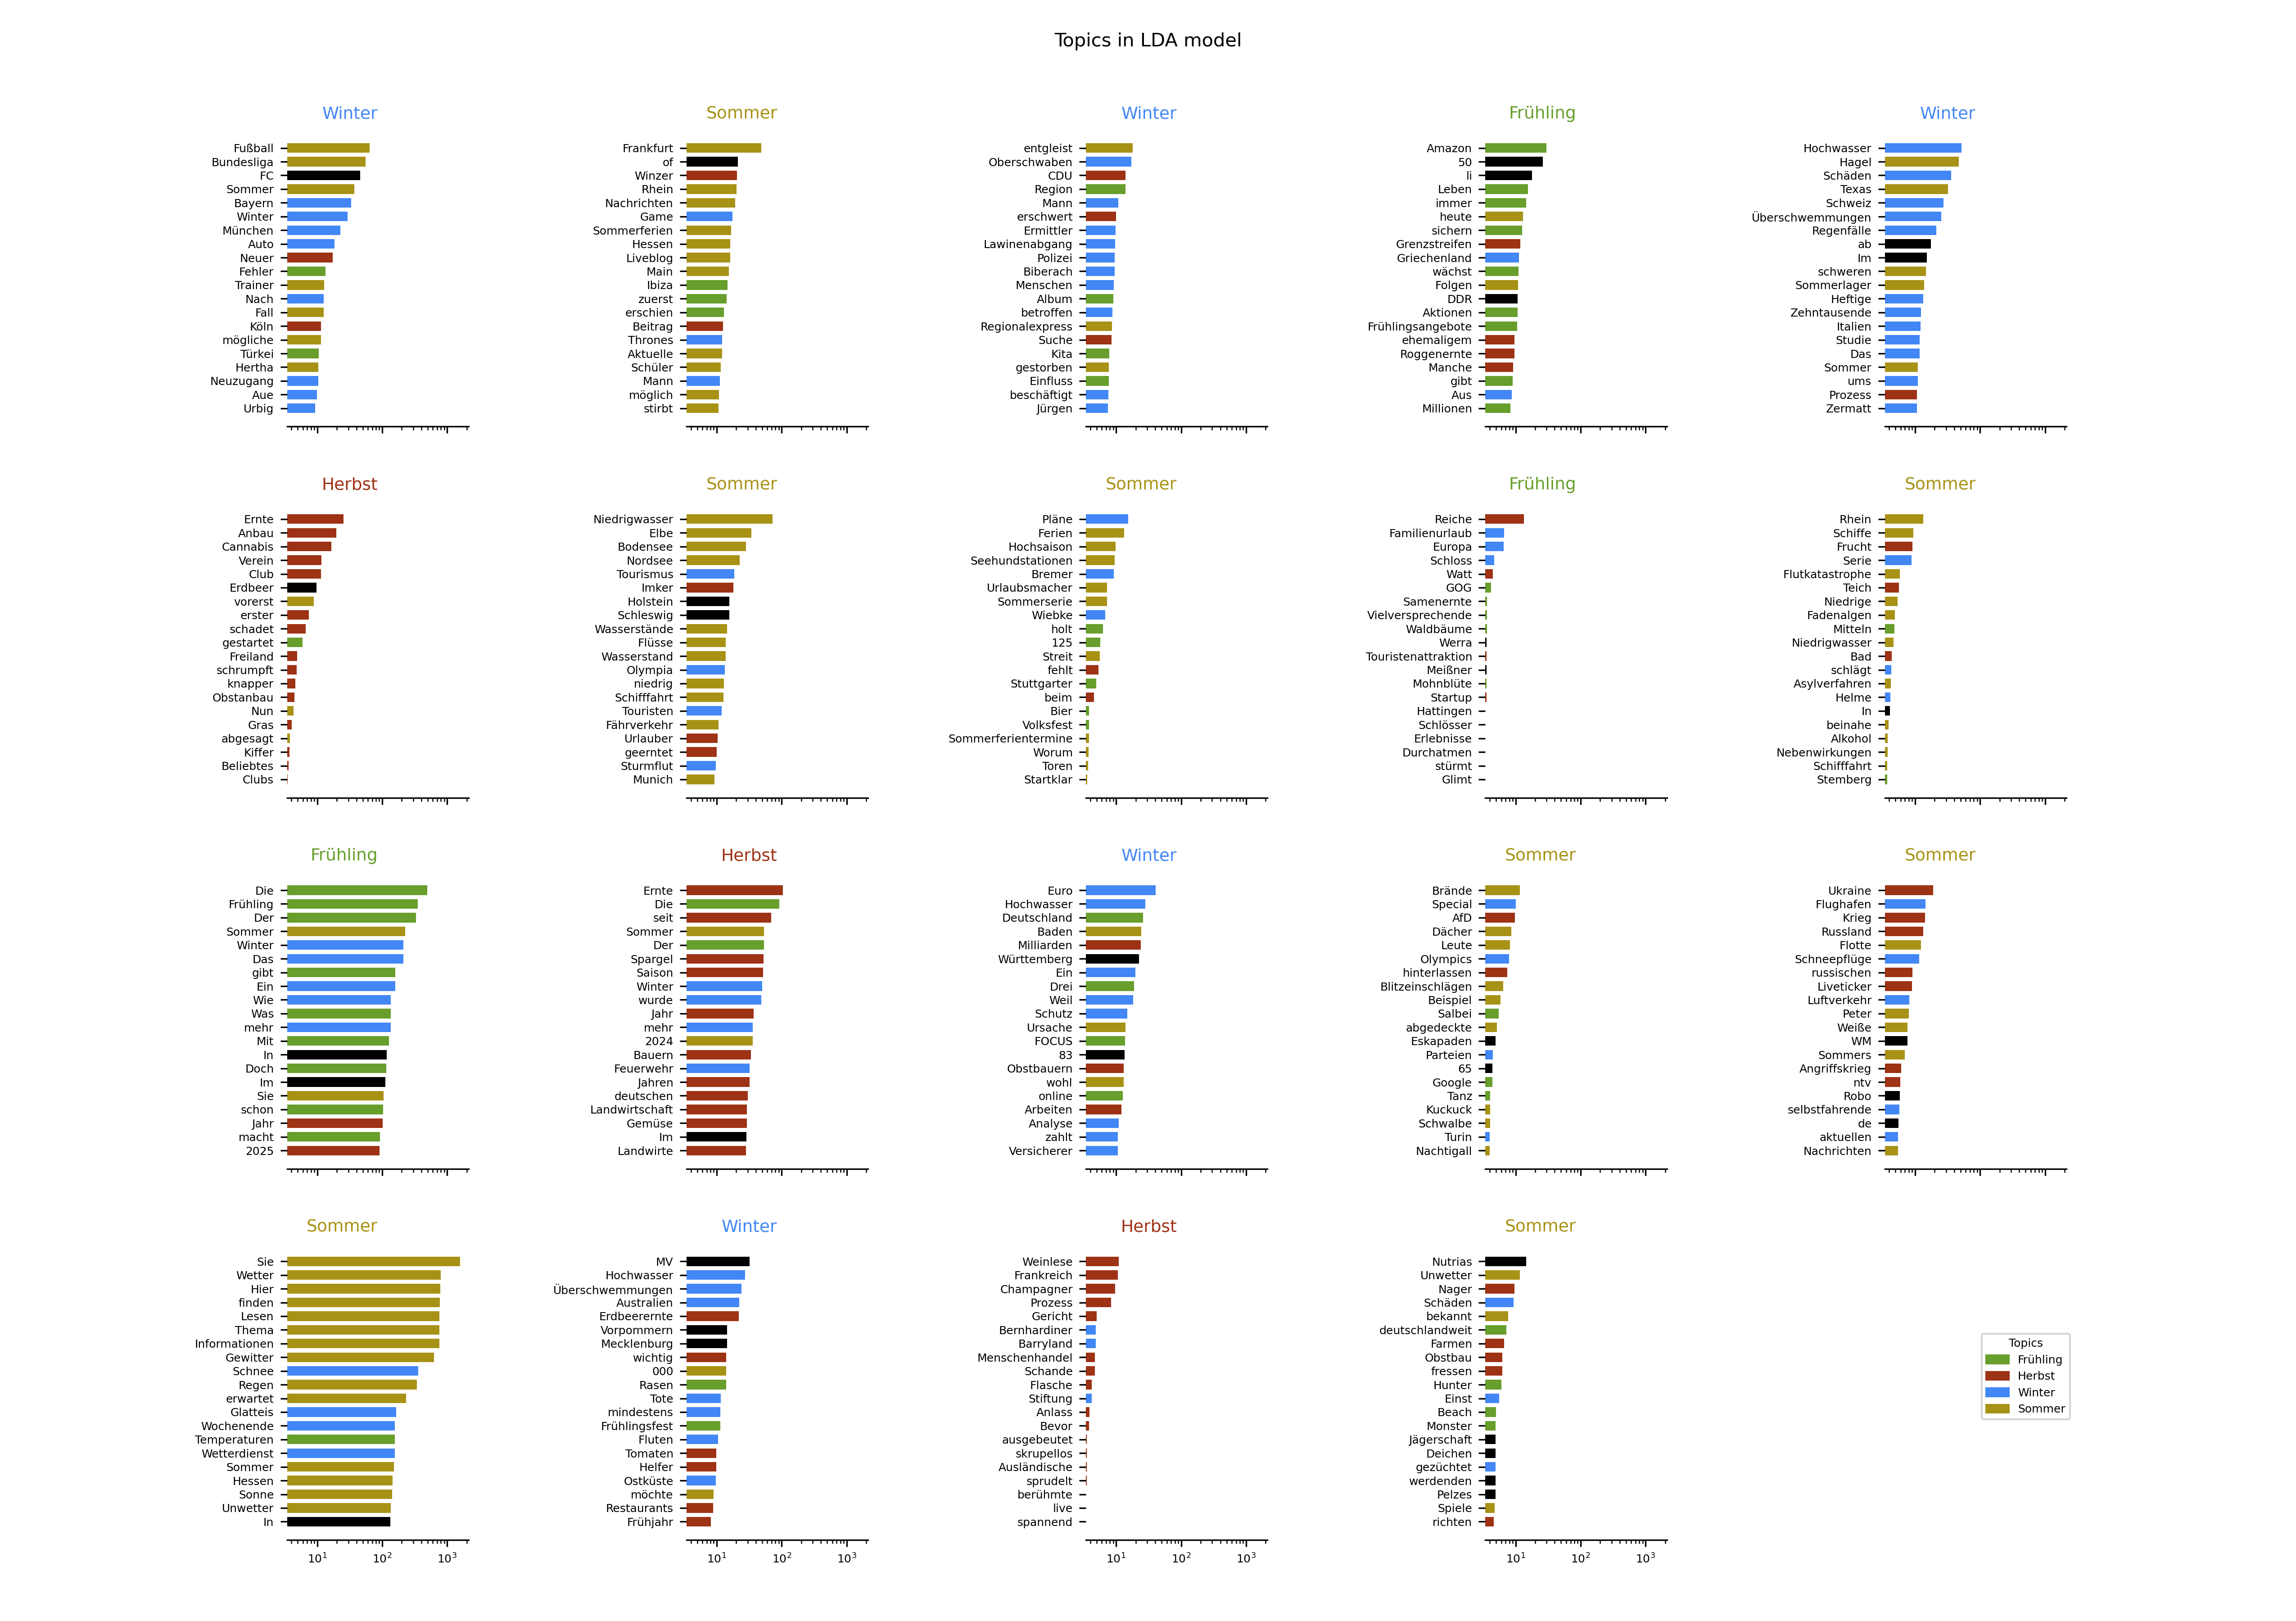 Topics in LDA model
Winter
Fußball
Bundesliga
FC
Sommer
Bayern
Winter
München
Auto
Neuer
Fehler
Trainer
Nach
Fall
Köln
mögliche
Türkei
Hertha
Neuzugang
Aue
Urbig
Sommer
Frankfurt
of
Winzer
Rhein
Nachrichten
Game
Sommerferien
Hessen
Liveblog
Main
Ibiza
zuerst
erschien
Beitrag
Thrones
Aktuelle
Schüler
Mann
möglich
stirbt
Winter
entgleist
Oberschwaben
CDU
Region
Mann
erschwert
Ermittler
Lawinenabgang
Polizei
Biberach
Menschen
Album
betroffen
Regionalexpress
Suche
Kita
gestorben
Einfluss
beschäftigt
Jürgen
Frühling
Amazon
50
li
Leben
immer
heute
sichern
Grenzstreifen
Griechenland
wächst
Folgen
DDR
Aktionen
Frühlingsangebote
ehemaligem
Roggenernte
Manche
gibt
Aus
Millionen
Winter
Hochwasser
Hagel
Schäden
Texas
Schweiz
Überschwemmungen
Regenfälle
ab
Im
schweren
Sommerlager
Heftige
Zehntausende
Italien
Studie
Das
Sommer
ums
Prozess
Zermatt
Herbst
Ernte
Anbau
Cannabis
Verein
Club
Erdbeer
vorerst
erster
schadet
gestartet
Freiland
schrumpft
knapper
Obstanbau
Nun
Gras
abgesagt
Kiffer
Beliebtes
Clubs
Sommer
Niedrigwasser
Elbe
Bodensee
Nordsee
Tourismus
Imker
Holstein
Schleswig
Wasserstände
Flüsse
Wasserstand
Olympia
niedrig
Schifffahrt
Touristen
Fährverkehr
Urlauber
geerntet
Sturmflut
Munich
Sommer
Pläne
Ferien
Hochsaison
Seehundstationen
Bremer
Urlaubsmacher
Sommerserie
Wiebke
holt
125
Streit
fehlt
Stuttgarter
beim
Bier
Volksfest
Sommerferientermine
Worum
Toren
Startklar
Frühling
Reiche
Familienurlaub
Europa
Schloss
Watt
GOG
Samenernte
Vielversprechende
Waldbäume
Werra
Touristenattraktion
Meißner
Mohnblüte
Startup
Hattingen
Schlösser
Erlebnisse
Durchatmen
stürmt
Glimt
Sommer
Rhein
Schiffe
Frucht
Serie
Flutkatastrophe
Teich
Niedrige
Fadenalgen
Mitteln
Niedrigwasser
Bad
schlägt
Asylverfahren
Helme
In
beinahe
Alkohol
Nebenwirkungen
Schifffahrt
Stemberg
Frühling
Die
Frühling
Der
Sommer
Winter
Das
gibt
Ein
Wie
Was
mehr
Mit
In
Doch
Im
Sie
schon
Jahr
macht
2025
Herbst
Ernte
Die
seit
Sommer
Der
Spargel
Saison
Winter
wurde
Jahr
mehr
2024
Bauern
Feuerwehr
Jahren
deutschen
Landwirtschaft
Gemüse
Im
Landwirte
Winter
Euro
Hochwasser
Deutschland
Baden
Milliarden
Württemberg
Ein
Drei
Weil
Schutz
Ursache
FOCUS
83
Obstbauern
wohl
online
Arbeiten
Analyse
zahlt
Versicherer
Sommer
Brände
Special
AfD
Dächer
Leute
Olympics
hinterlassen
Blitzeinschlägen
Beispiel
Salbei
abgedeckte
Eskapaden
Parteien
65
Google
Tanz
Kuckuck
Schwalbe
Turin
Nachtigall
Sommer
Ukraine
Flughafen
Krieg
Russland
Flotte
Schneepflüge
russischen
Liveticker
Luftverkehr
Peter
Weiße
WM
Sommers
Angriffskrieg
ntv
Robo
selbstfahrende
de
aktuellen
Nachrichten
Sommer
Sie
Wetter
Hier
finden
Lesen
Thema
Informationen
Gewitter
Schnee
Regen
erwartet
Glatteis
Wochenende
Temperaturen
Wetterdienst
Sommer
Hessen
Sonne
Unwetter
In
10¹ 10² 10³
Winter
MV
Hochwasser
Überschwemmungen
Australien
Erdbeerernte
Vorpommern
Mecklenburg
wichtig
000
Rasen
Tote
mindestens
Frühlingsfest
Fluten
Tomaten
Helfer
Ostküste
möchte
Restaurants
Frühjahr
10¹ 10² 10³
Herbst
Weinlese
Frankreich
Champagner
Prozess
Gericht
Bernhardiner
Barryland
Menschenhandel
Schande
Flasche
Stiftung
Anlass
Bevor
ausgebeutet
skrupellos
Ausländische
sprudelt
berühmte
live
spannend
10¹ 10² 10³
Sommer
Nutrias
Unwetter
Nager
Schäden
bekannt
deutschlandweit
Farmen
Obstbau
fressen
Hunter
Einst
Beach
Monster
Jägerschaft
Deichen
gezüchtet
werdenden
Pelzes
Spiele
richten
10¹ 10² 10³
Topics
Frühling
Herbst
Winter
Sommer